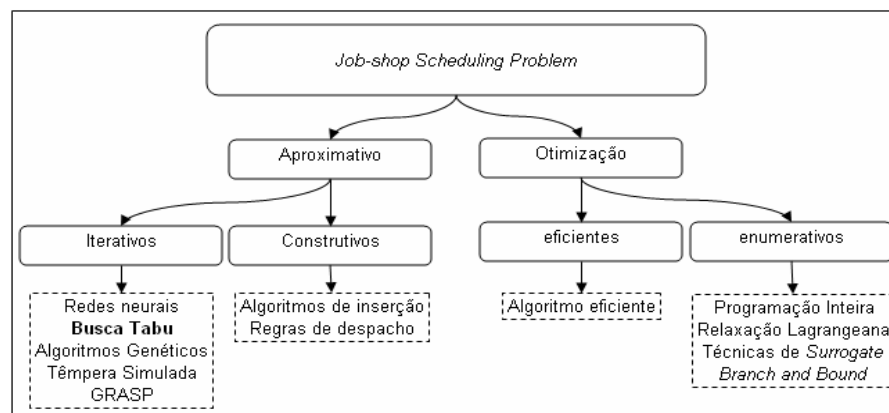 Job-shop Scheduling Problem
Aproximativo
Otimização
Iterativos
Construtivos
eficientes
enumerativos
Redes neurais
Busca Tabu
Algoritmos Genéticos
Têmpera Simulada
GRASP
Algoritmos de inserção
Regras de despacho
Algoritmo eficiente
Programação Inteira
Relaxação Lagrangeana
Técnicas de Surrogate
Branch and Bound